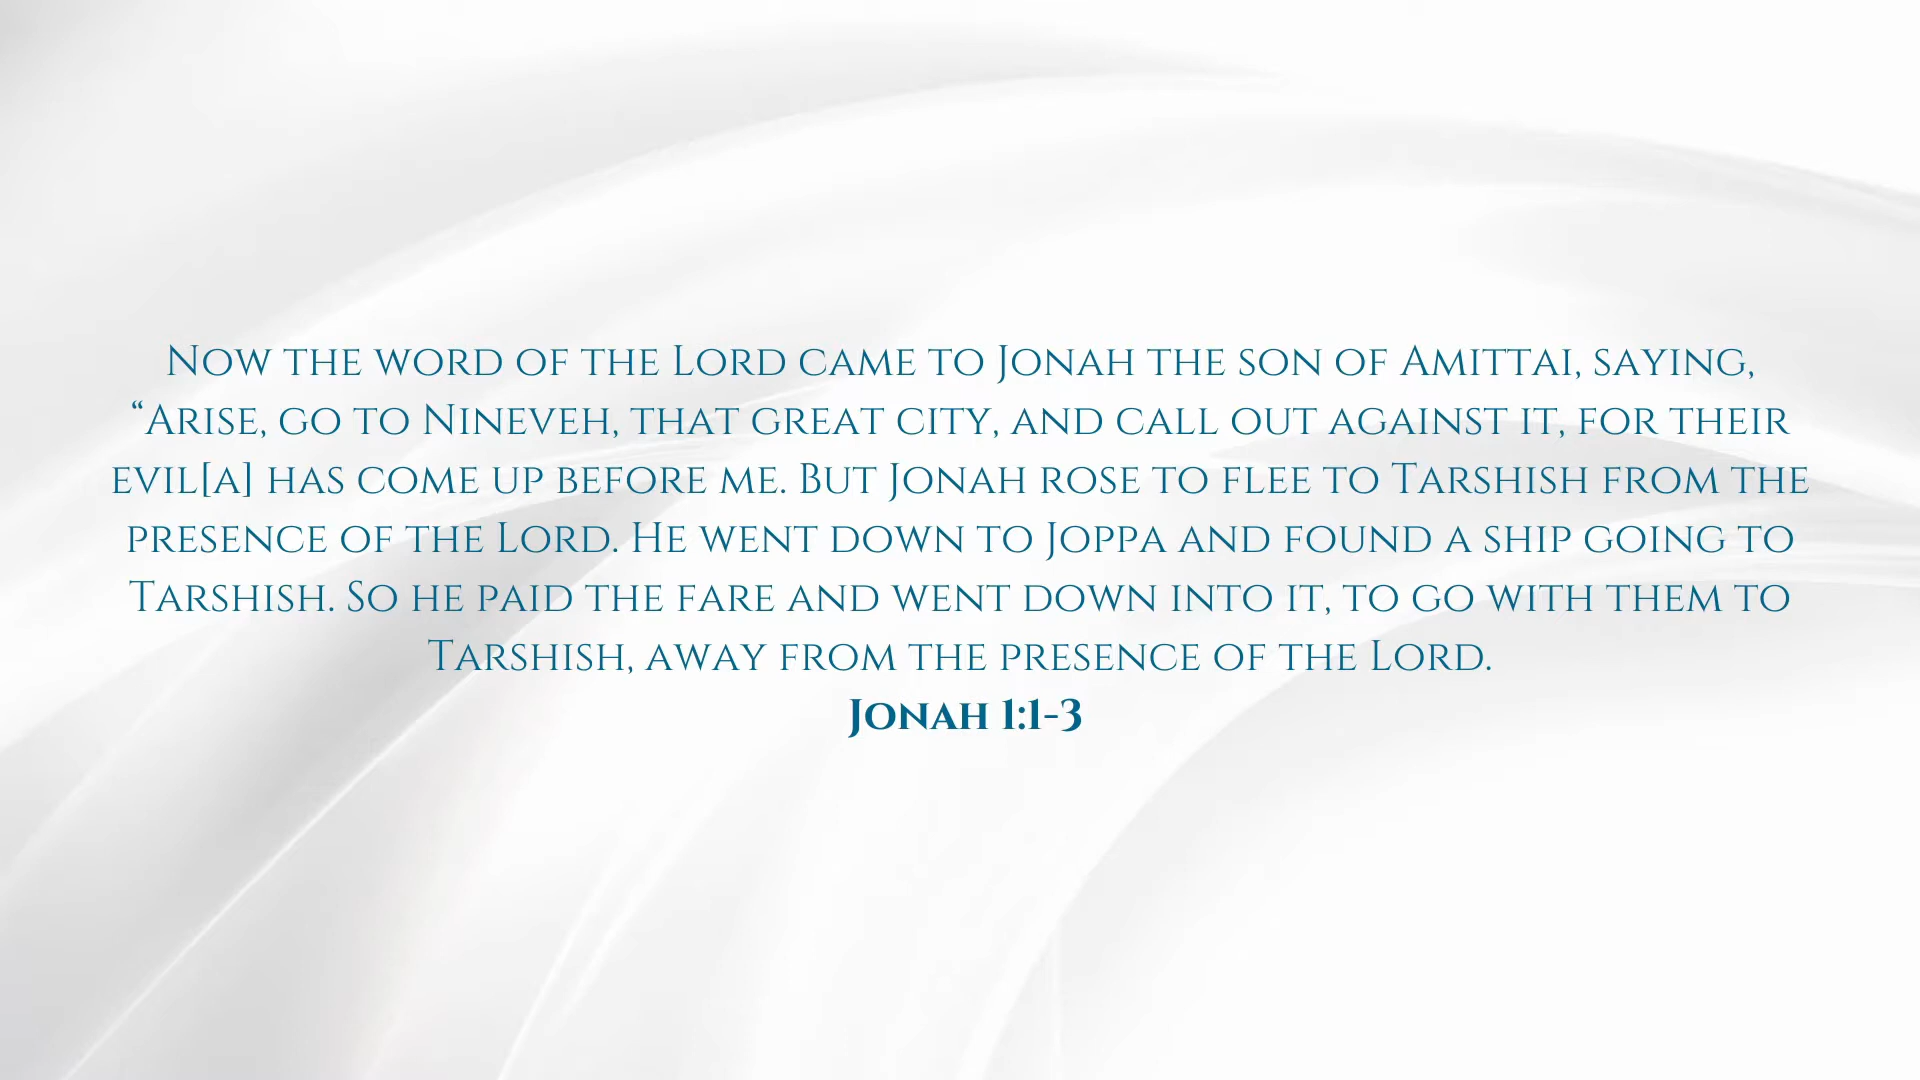 Now the word of the Lord came to Jonah the son of Amittai, saying,
“Arise, go to Nineveh, that great city, and call out against it, for their
evil[a] has come up before me. But Jonah rose to flee to Tarshish from the
presence of the Lord. He went down to Joppa and found a ship going to
Tarshish. So he paid the fare and went down into it, to go with them to
Tarshish, away from the presence of the Lord.
Jonah 1:1-3